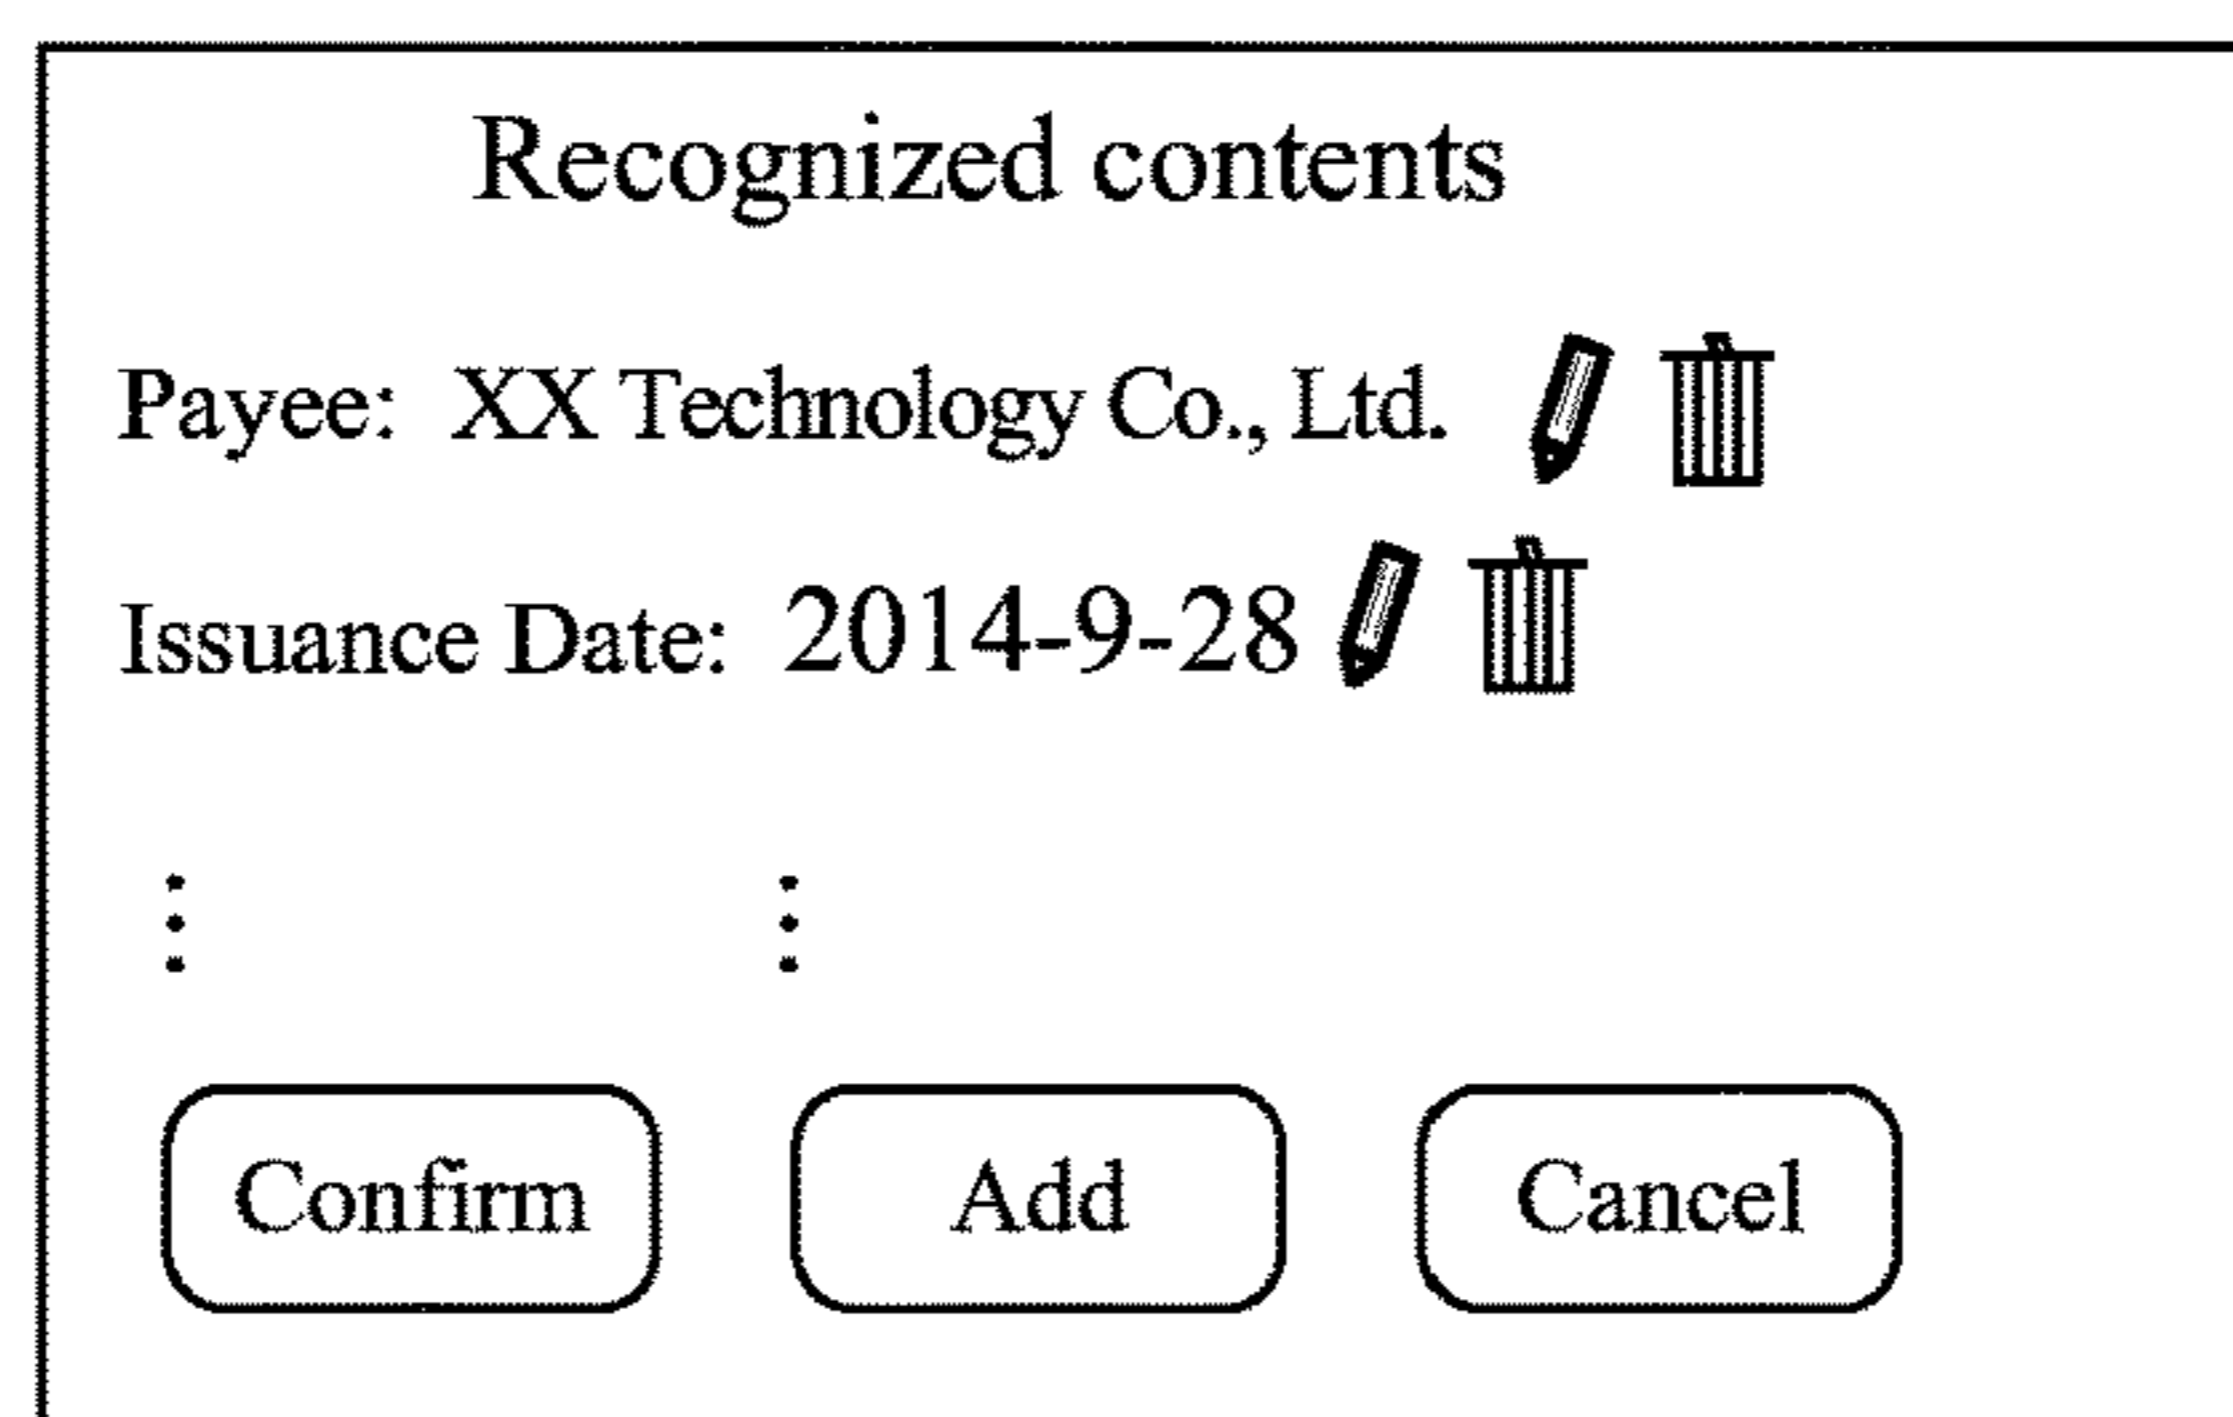 Recognized contents
Payee: XX Technology Co., Ltd.
Issuance Date: 2014-9-28
Confirm Add Cancel